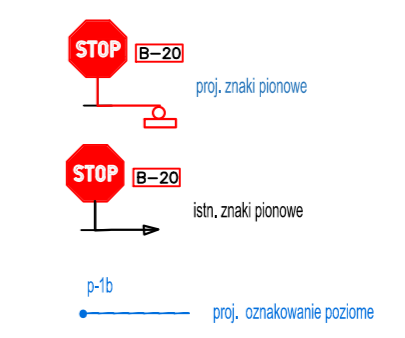 STOP
B-20
proj. znaki pionowe
STOP
B-20
istn. znaki pionowe
p-1b
proj. oznakowanie poziome